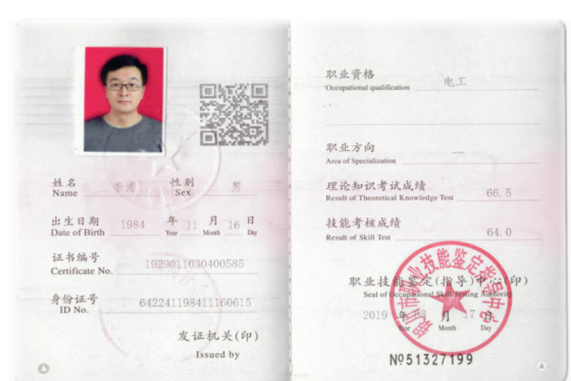 姓名 李涛 性别 男
Name Sex
出生日期 1984 年 11 月 16 日
Date of Birth Year Month Day
证书编号 1929011030400585
Certificate No.
身份证号 642241198411160615
ID No.
发证机关(印)
Issued by
职业资格 电工
Occupational qualification
职业方向
Area of Specialization
理论知识考试成绩 66.5
Result of Theoretical Knowledge Test
技能考核成绩 64.0
Result of Skill Test
职业技能鉴定(指导)中心(印)
Seal of Occupational Skill Testing Authority
2019 年 08 月 17 日
Year Month Day
№51327199